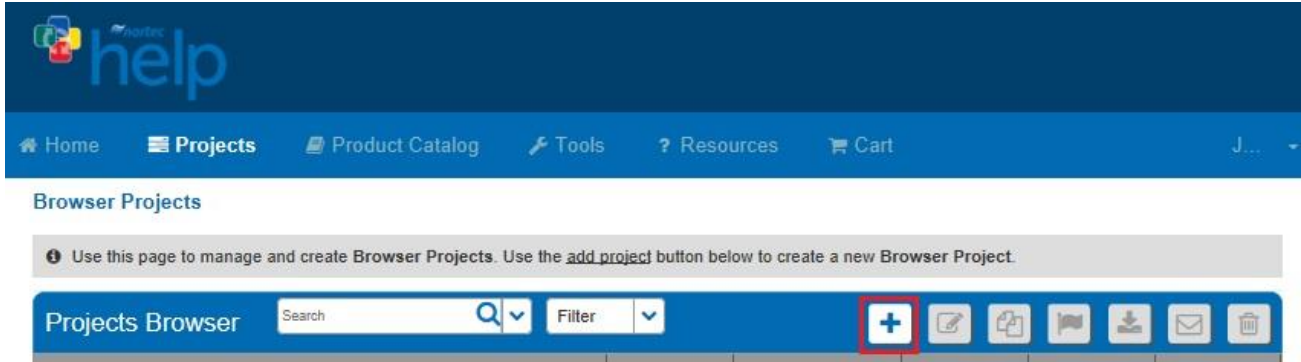 nortec
help
Home Projects Product Catalog Tools ? Resources Cart J...
Browser Projects
Use this page to manage and create Browser Projects. Use the add project button below to create a new Browser Project.
Projects Browser Search Filter